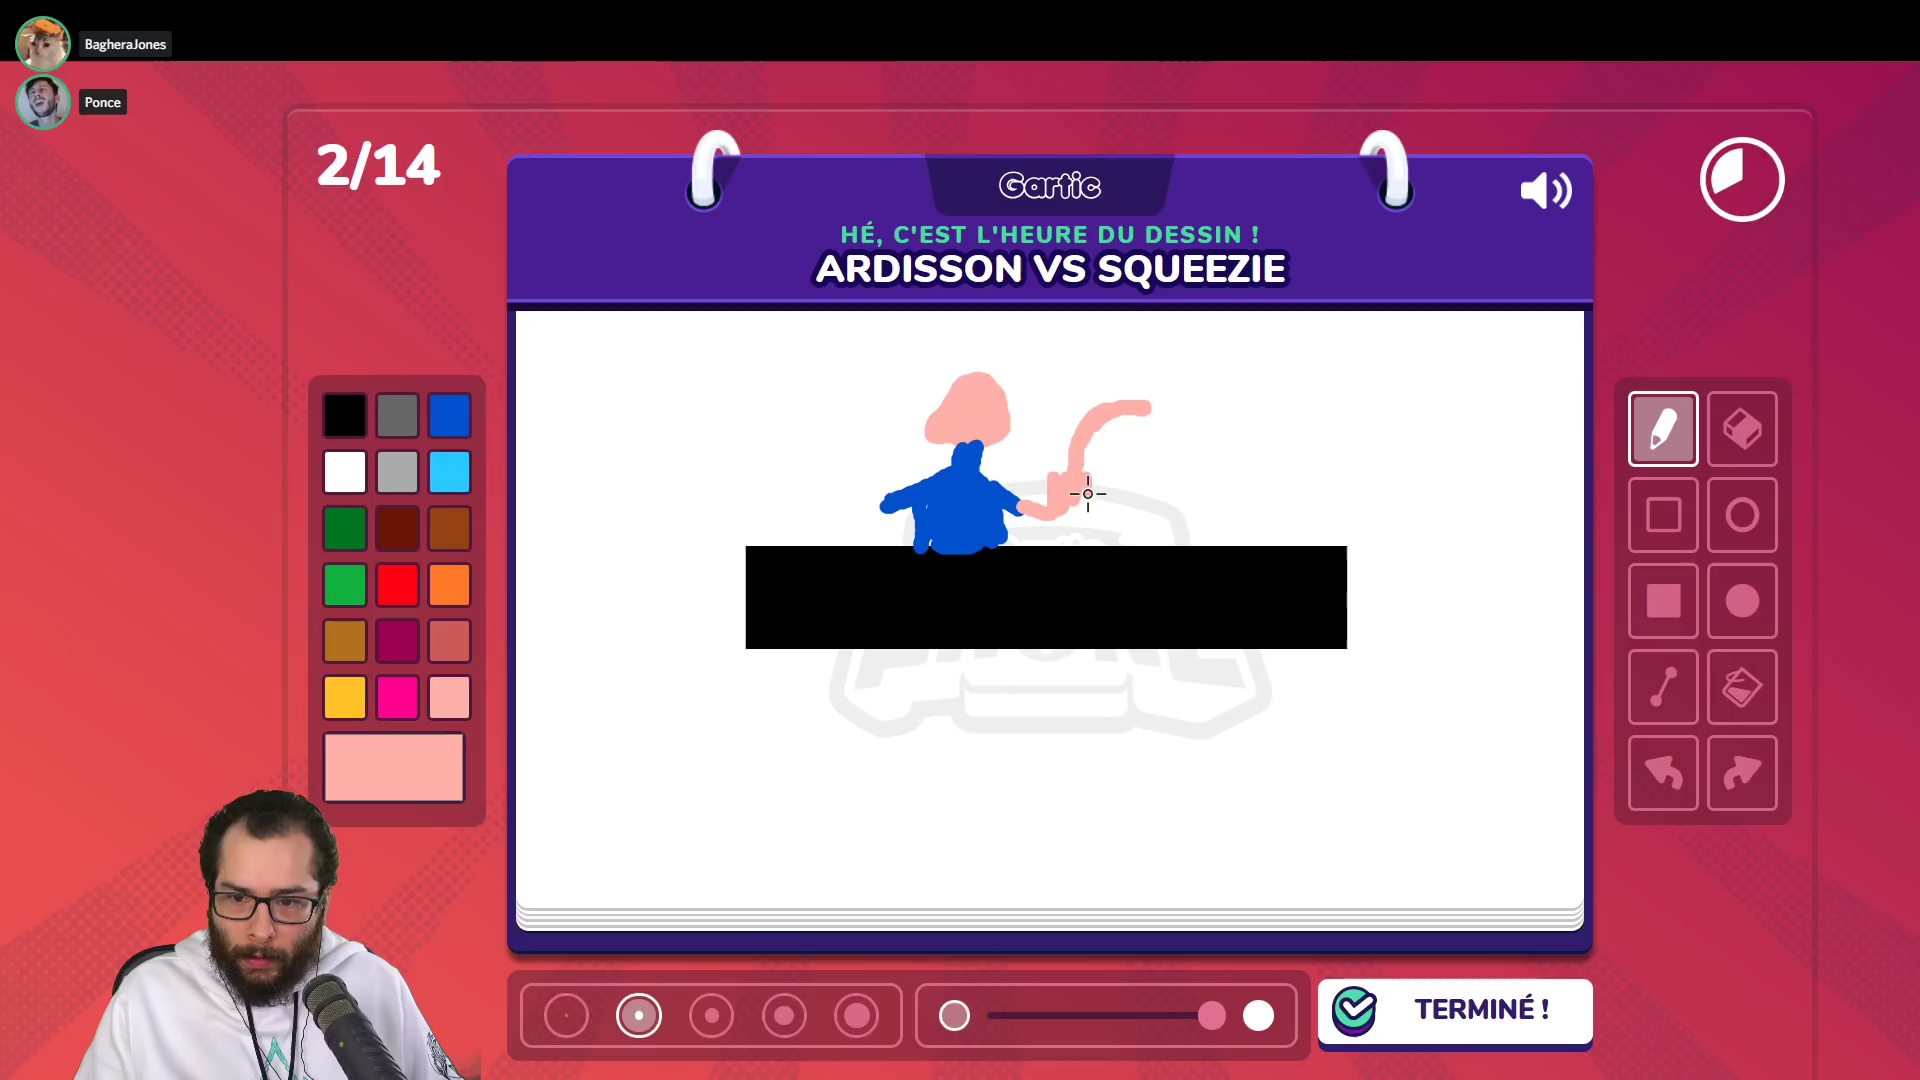 BagheraJones
Ponce
2/14
Gartic
HÉ, C'EST L'HEURE DU DESSIN !
ARDISSON VS SQUEEZIE
TERMINÉ !